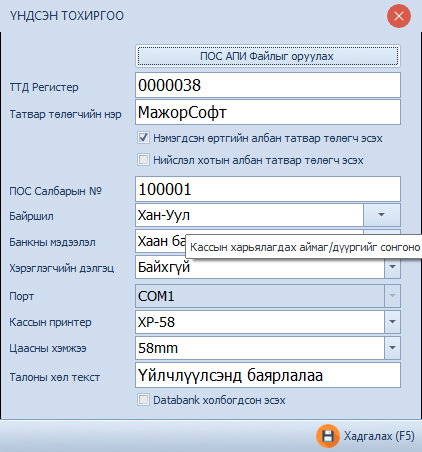 ҮНДСЭН ТОХИРГОО
ПОС АПИ Файлыг оруулах
ТТД Регистер 0000038
Татвар төлөгчийн нэр МажорСофт
Нэмэгдсэн өртгийн албан татвар төлөгч эсэх
Нийслэл хотын албан татвар төлөгч эсэх
ПОС Салбарын № 100001
Байршил Хан-Уул
Банкны мэдээлэл Хаан ба
Кассын харьялагдах аймаг/дүүргийг сонгоно
Хэрэглэгчийн дэлгэц Байхгүй
Порт COM1
Кассын принтер XP-58
Цаасны хэмжээ 58mm
Талоны хөл текст Үйлчлүүлсэнд баярлалаа
Databank холбогдсон эсэх
Хадгалах (F5)